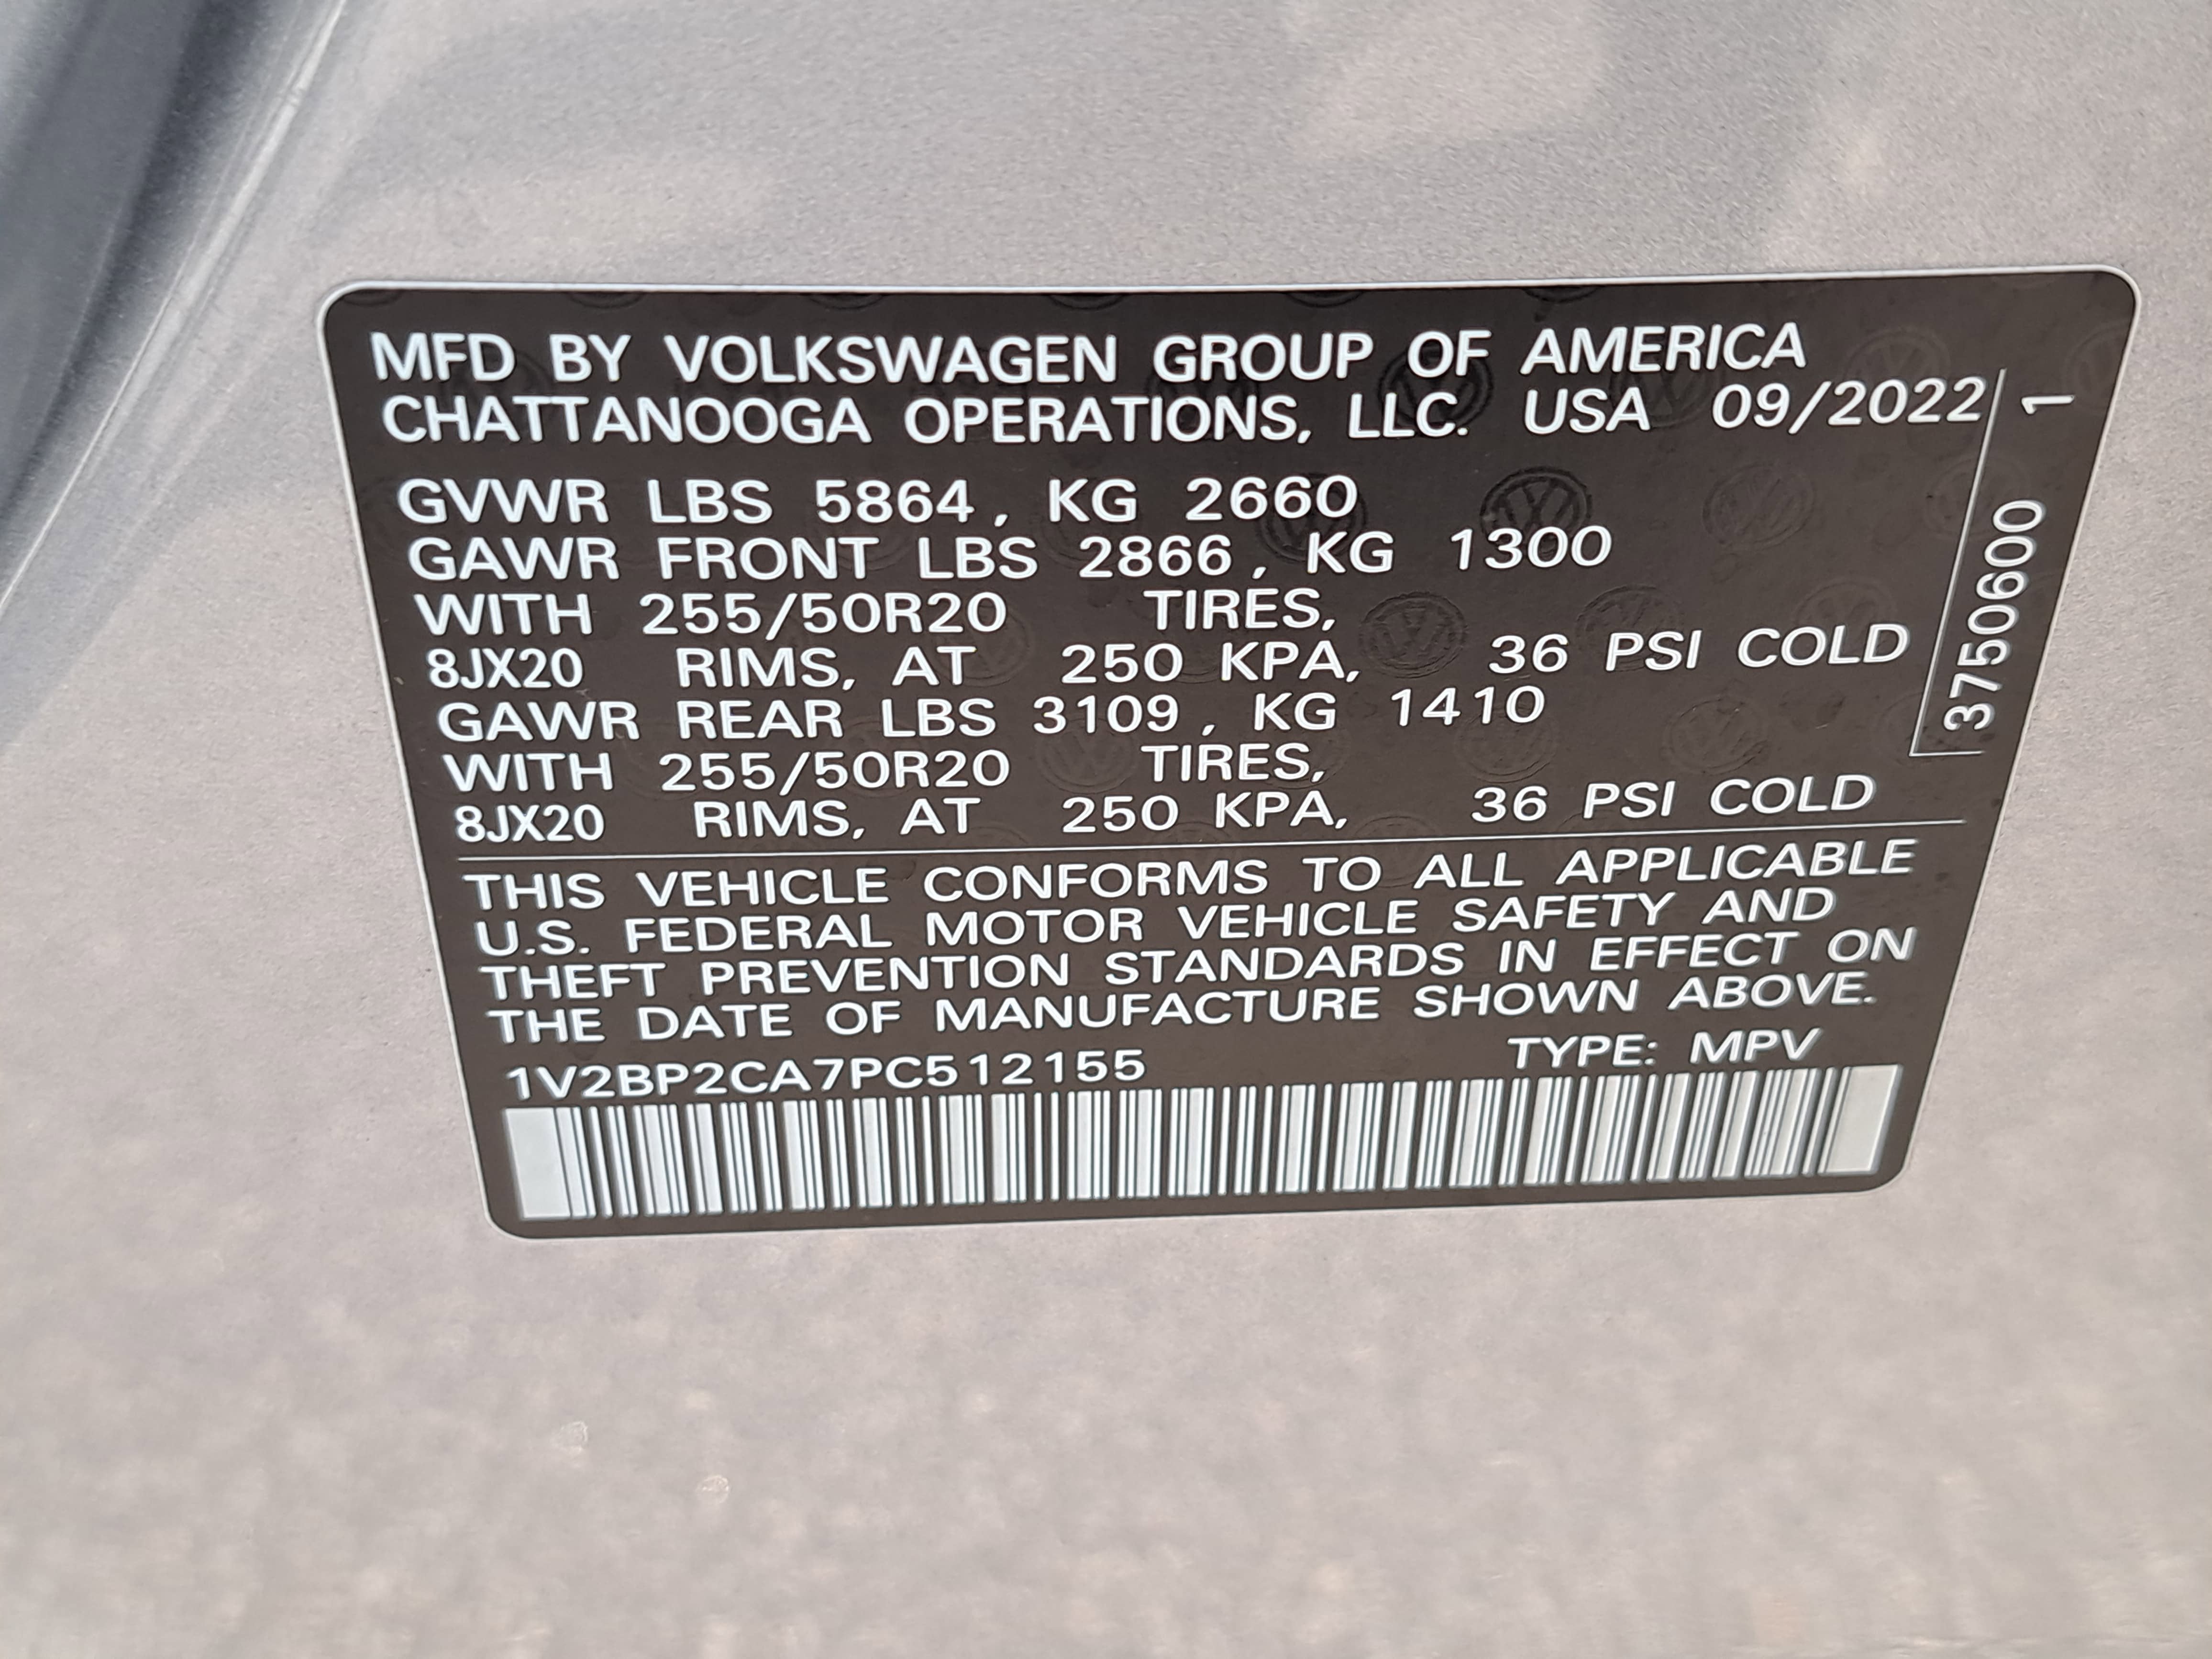 MFD BY VOLKSWAGEN GROUP OF AMERICA
CHATTANOOGA OPERATIONS, LLC. USA 09/2022
GVWR LBS 5864, KG 2660
GAWR FRONT LBS 2866, KG 1300
WITH 255/50R20 TIRES,
8JX20 RIMS, AT 250 KPA, 36 PSI COLD
GAWR REAR LBS 3109, KG 1410
WITH 255/50R20 TIRES,
8JX20 RIMS, AT 250 KPA, 36 PSI COLD
THIS VEHICLE CONFORMS TO ALL APPLICABLE
U.S. FEDERAL MOTOR VEHICLE SAFETY AND
THEFT PREVENTION STANDARDS IN EFFECT ON
THE DATE OF MANUFACTURE SHOWN ABOVE.
1V2BP2CA7PC512155 TYPE: MPV
3750600 1